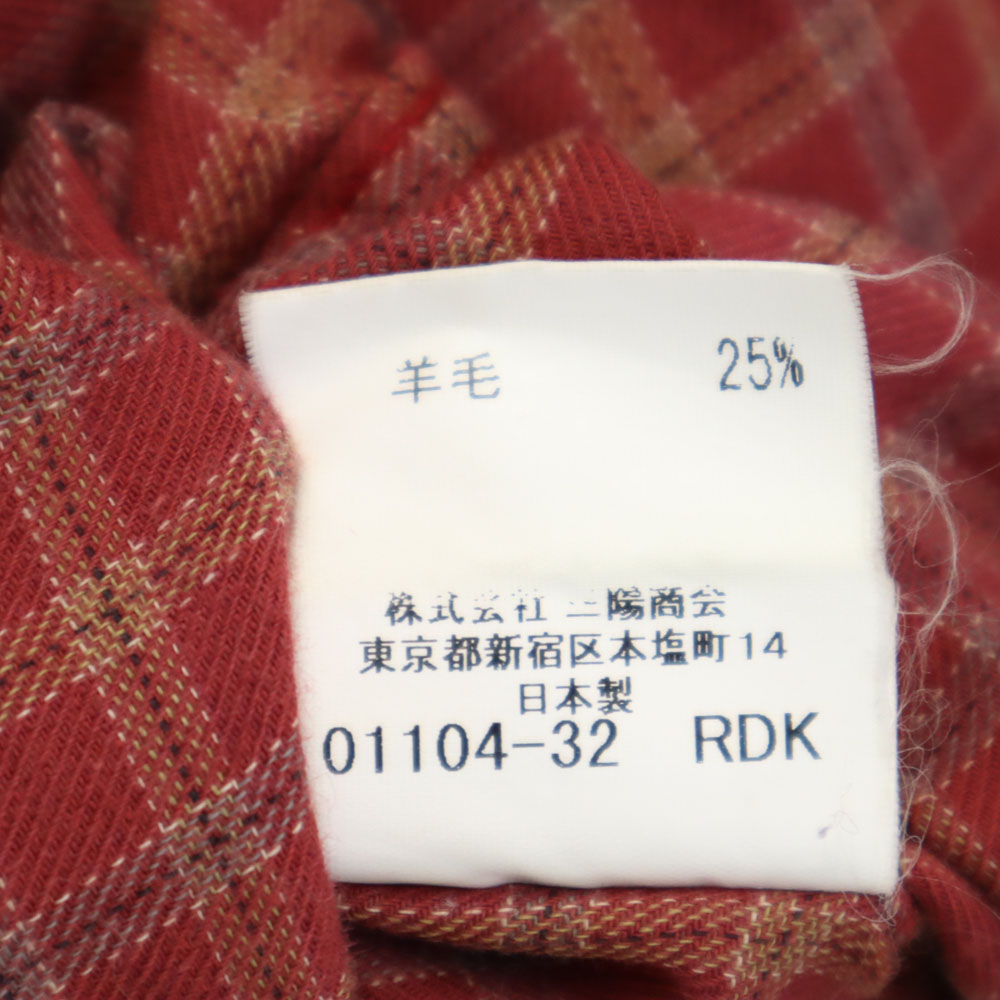 羊毛 25%
株式会社 三陽商会
東京都新宿区本塩町14
日本製
01104-32 RDK